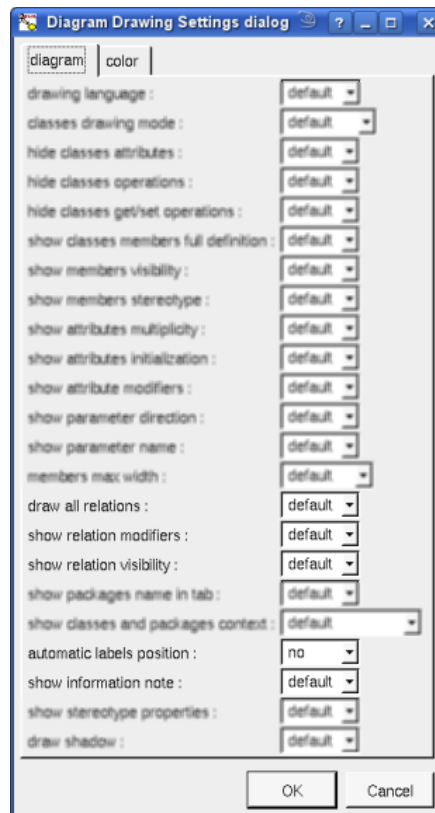 Diagram Drawing Settings dialog
diagram color
drawing language : default
classes drawing mode : default
hide classes attributes : default
hide classes operations : default
hide classes get/set operations : default
show classes members full definition : default
show members visibility : default
show members stereotype : default
show attributes multiplicity : default
show attributes initialization : default
show attribute modifiers : default
show parameter direction : default
show parameter name : default
members max width : default
draw all relations : default
show relation modifiers : default
show relation visibility : default
show packages name in tab : default
show classes and packages context : default
automatic labels position : no
show information note : default
show stereotype properties : default
draw shadow : default
OK Cancel